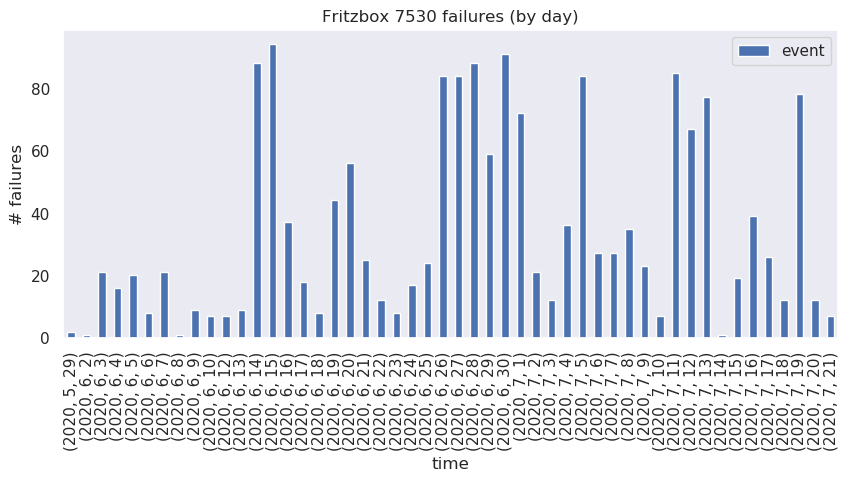 Fritzbox 7530 failures (by day)
event
# failures
80
60
40
20
0
(2020, 5, 29)
(2020, 6, 2)
(2020, 6, 3)
(2020, 6, 4)
(2020, 6, 5)
(2020, 6, 6)
(2020, 6, 7)
(2020, 6, 8)
(2020, 6, 9)
(2020, 6, 10)
(2020, 6, 12)
(2020, 6, 13)
(2020, 6, 14)
(2020, 6, 15)
(2020, 6, 16)
(2020, 6, 17)
(2020, 6, 18)
(2020, 6, 19)
(2020, 6, 20)
(2020, 6, 21)
(2020, 6, 22)
(2020, 6, 23)
(2020, 6, 24)
(2020, 6, 25)
(2020, 6, 26)
(2020, 6, 27)
(2020, 6, 28)
(2020, 6, 29)
(2020, 6, 30)
(2020, 7, 1)
(2020, 7, 2)
(2020, 7, 3)
(2020, 7, 4)
(2020, 7, 5)
(2020, 7, 6)
(2020, 7, 7)
(2020, 7, 8)
(2020, 7, 9)
(2020, 7, 10)
(2020, 7, 11)
(2020, 7, 12)
(2020, 7, 13)
(2020, 7, 14)
(2020, 7, 15)
(2020, 7, 16)
(2020, 7, 17)
(2020, 7, 18)
(2020, 7, 19)
(2020, 7, 20)
(2020, 7, 21)
time